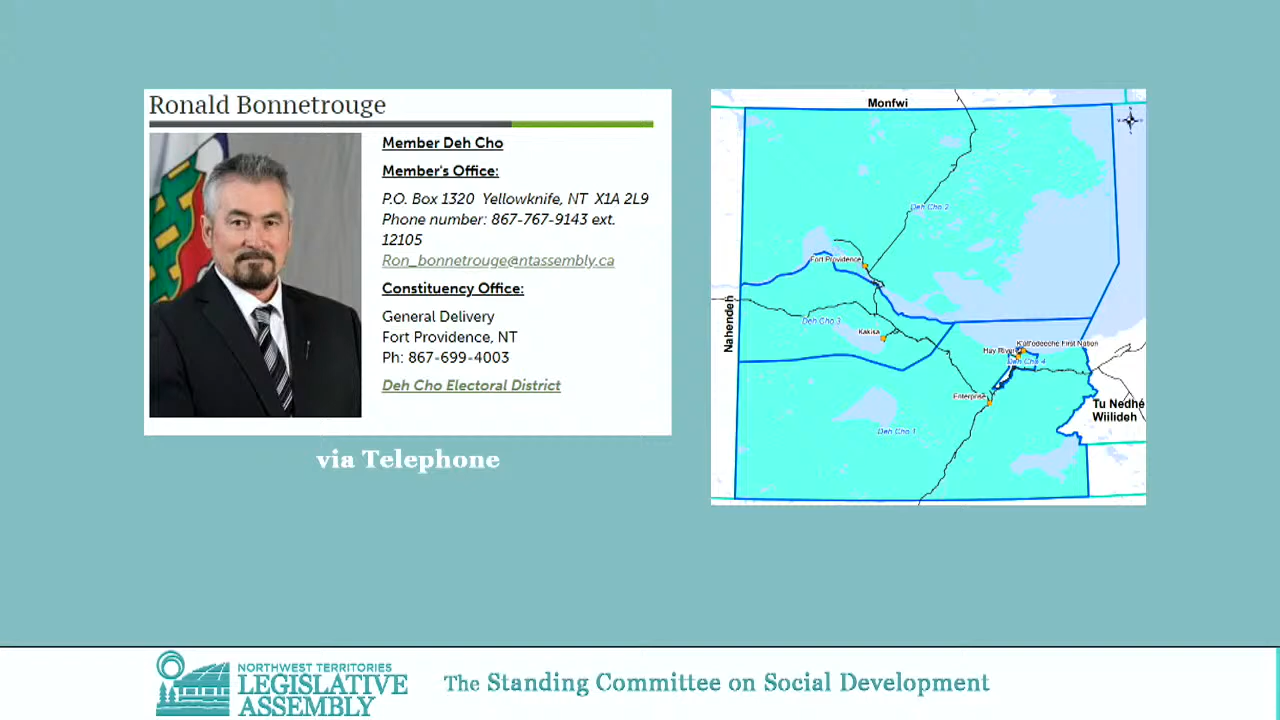 Ronald Bonnetrouge
Member Deh Cho
Member's Office:
P.O. Box 1320 Yellowknife, NT X1A 2L9
Phone number: 867-767-9143 ext.
12105
Ron_bonnetrouge@ntassembly.ca
Constituency Office:
General Delivery
Fort Providence, NT
Ph: 867-699-4003
Deh Cho Electoral District
via Telephone
Monfwi
Deh Cho 2
Fort Providence
Nahendeh
Deh Cho 3
Kakisa
K'atl'odeeche First Nation
Hay River
Deh Cho 4
Enterprise
Tu Nedhé
Wiilideh
Deh Cho 1
NORTHWEST TERRITORIES
LEGISLATIVE
ASSEMBLY
The Standing Committee on Social Development